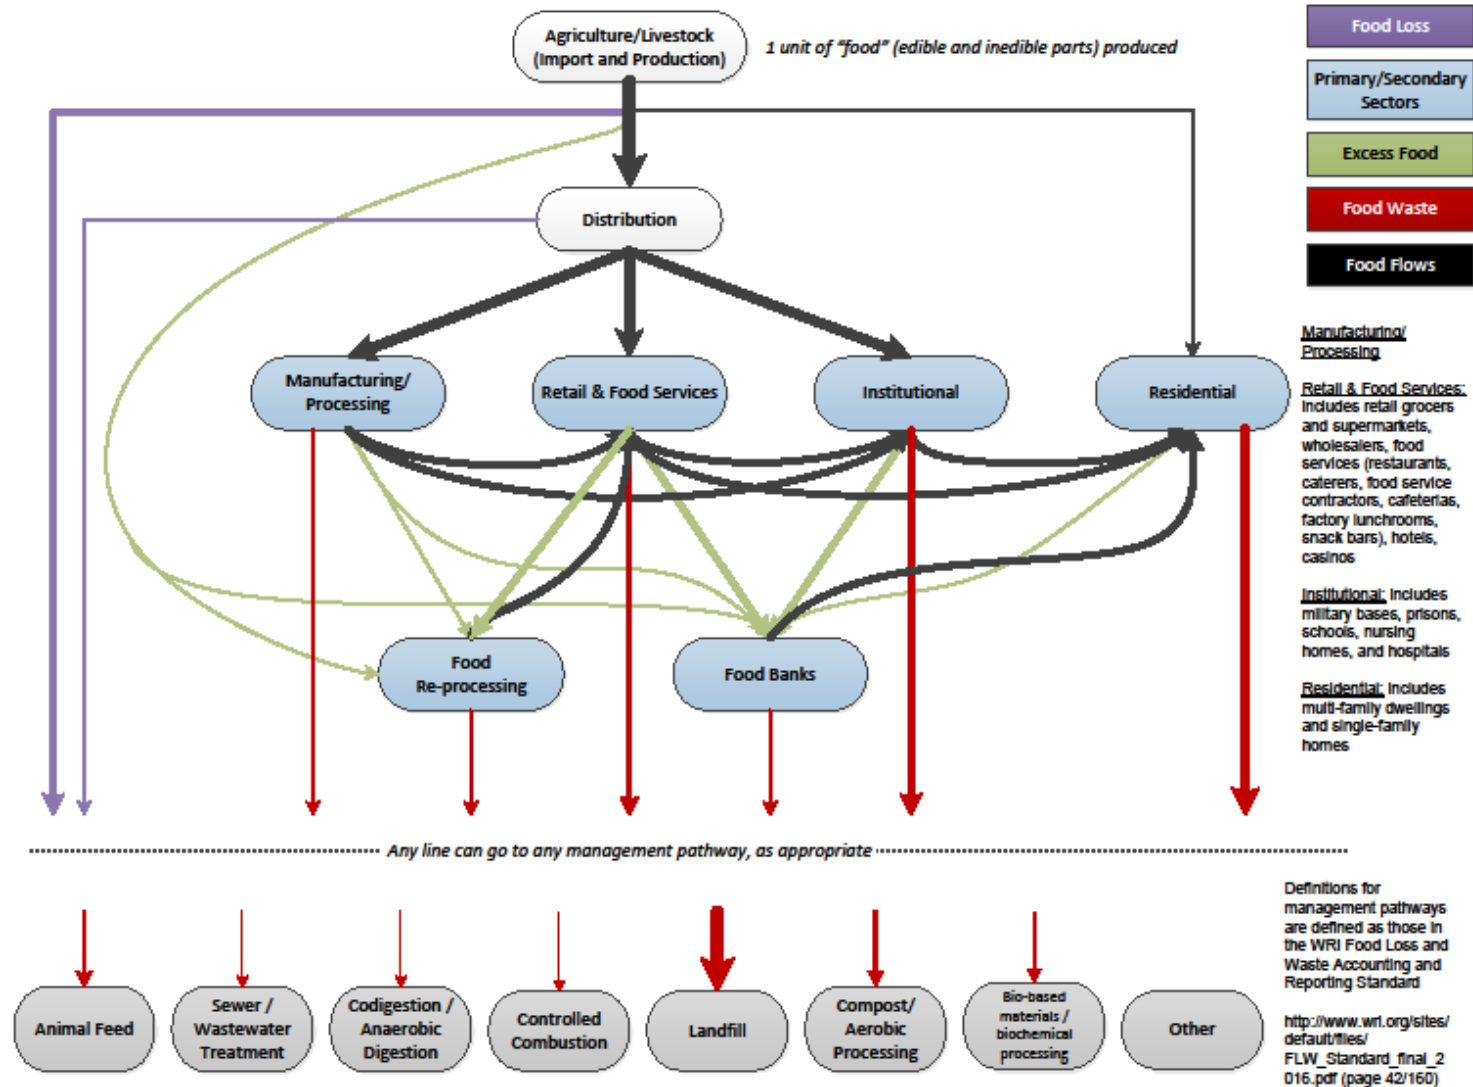 Agriculture/Livestock
(Import and Production)
1 unit of “food” (edible and inedible parts) produced
Food Loss
Primary/Secondary
Sectors
Excess Food
Food Waste
Food Flows
Distribution
Manufacturing/
Processing
Retail & Food Services
Institutional
Residential
Manufacturing/
Processing
Retail & Food Services:
Includes retail grocers
and supermarkets,
wholesalers, food
services (restaurants,
caterers, food service
contractors, cafeterias,
factory lunchrooms,
snack bars), hotels,
casinos
Institutional: Includes
military bases, prisons,
schools, nursing
homes, and hospitals
Residential: Includes
multi-family dwellings
and single-family
homes
Food
Re-processing
Food Banks
Any line can go to any management pathway, as appropriate
Animal Feed
Sewer /
Wastewater
Treatment
Codigestion /
Anaerobic
Digestion
Controlled
Combustion
Landfill
Compost/
Aerobic
Processing
Bio-based
materials /
biochemical
processing
Other
Definitions for
management pathways
are defined as those in
the WRI Food Loss and
Waste Accounting and
Reporting Standard
http://www.wri.org/sites/
default/files/
FLW_Standard_final_2
016.pdf (page 42/160)